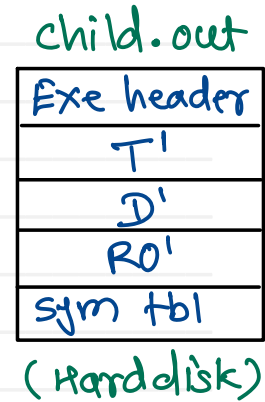 child.out
Exe header
T'
D'
RO'
sym tbl
(Harddisk)